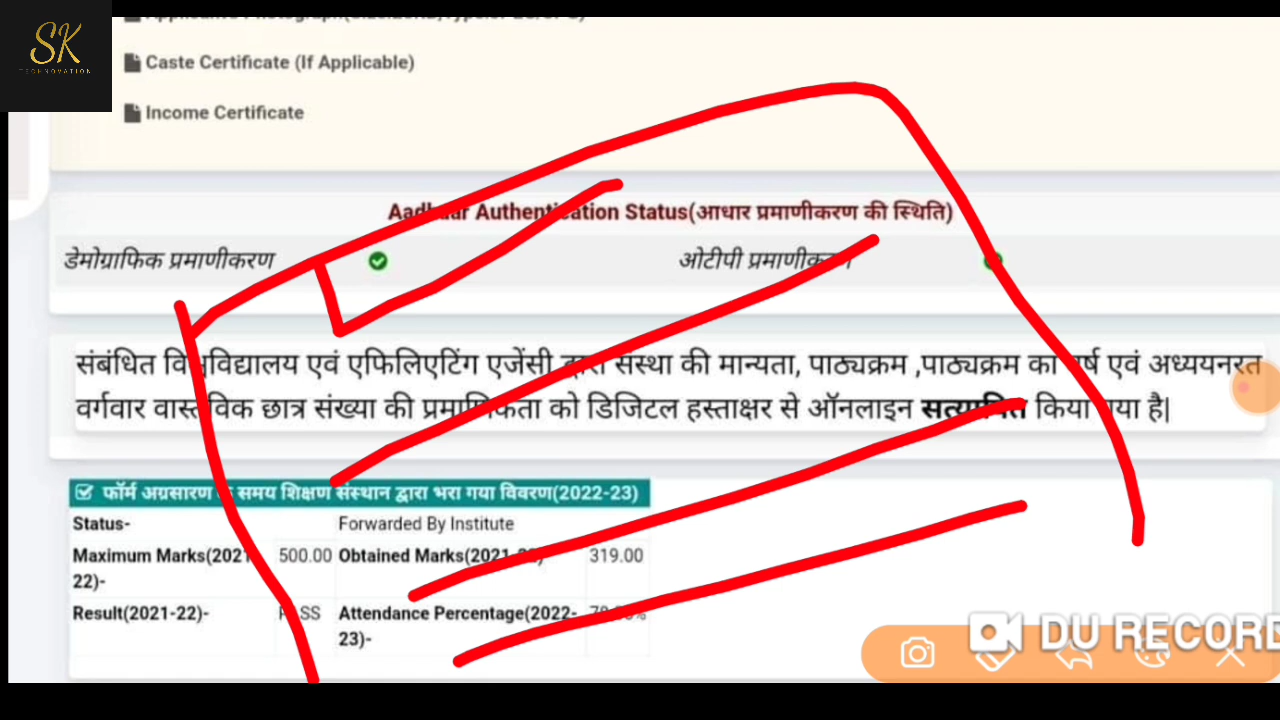 SK
TECHNOVATION
Caste Certificate (If Applicable)
Income Certificate
Aadhaar Authentication Status(आधार प्रमाणीकरण की स्थिति)
डेमोग्राफिक प्रमाणीकरण ओटीपी प्रमाणीकरण
संबंधित विश्वविद्यालय एवं एफिलिएटिंग एजेंसी द्वारा संस्था की मान्यता, पाठ्यक्रम ,पाठ्यक्रम का वर्ष एवं अध्ययनरत
वर्गवार वास्तविक छात्र संख्या की प्रमाणिकता को डिजिटल हस्ताक्षर से ऑनलाइन सत्यापित किया गया है|
फॉर्म अग्रसारण के समय शिक्षण संस्थान द्वारा भरा गया विवरण(2022-23)
Status- Forwarded By Institute
Maximum Marks(2021- 500.00 Obtained Marks(2021-22)- 319.00
22)-
Result(2021-22)- PASS Attendance Percentage(2022-
23)-
DU RECORD